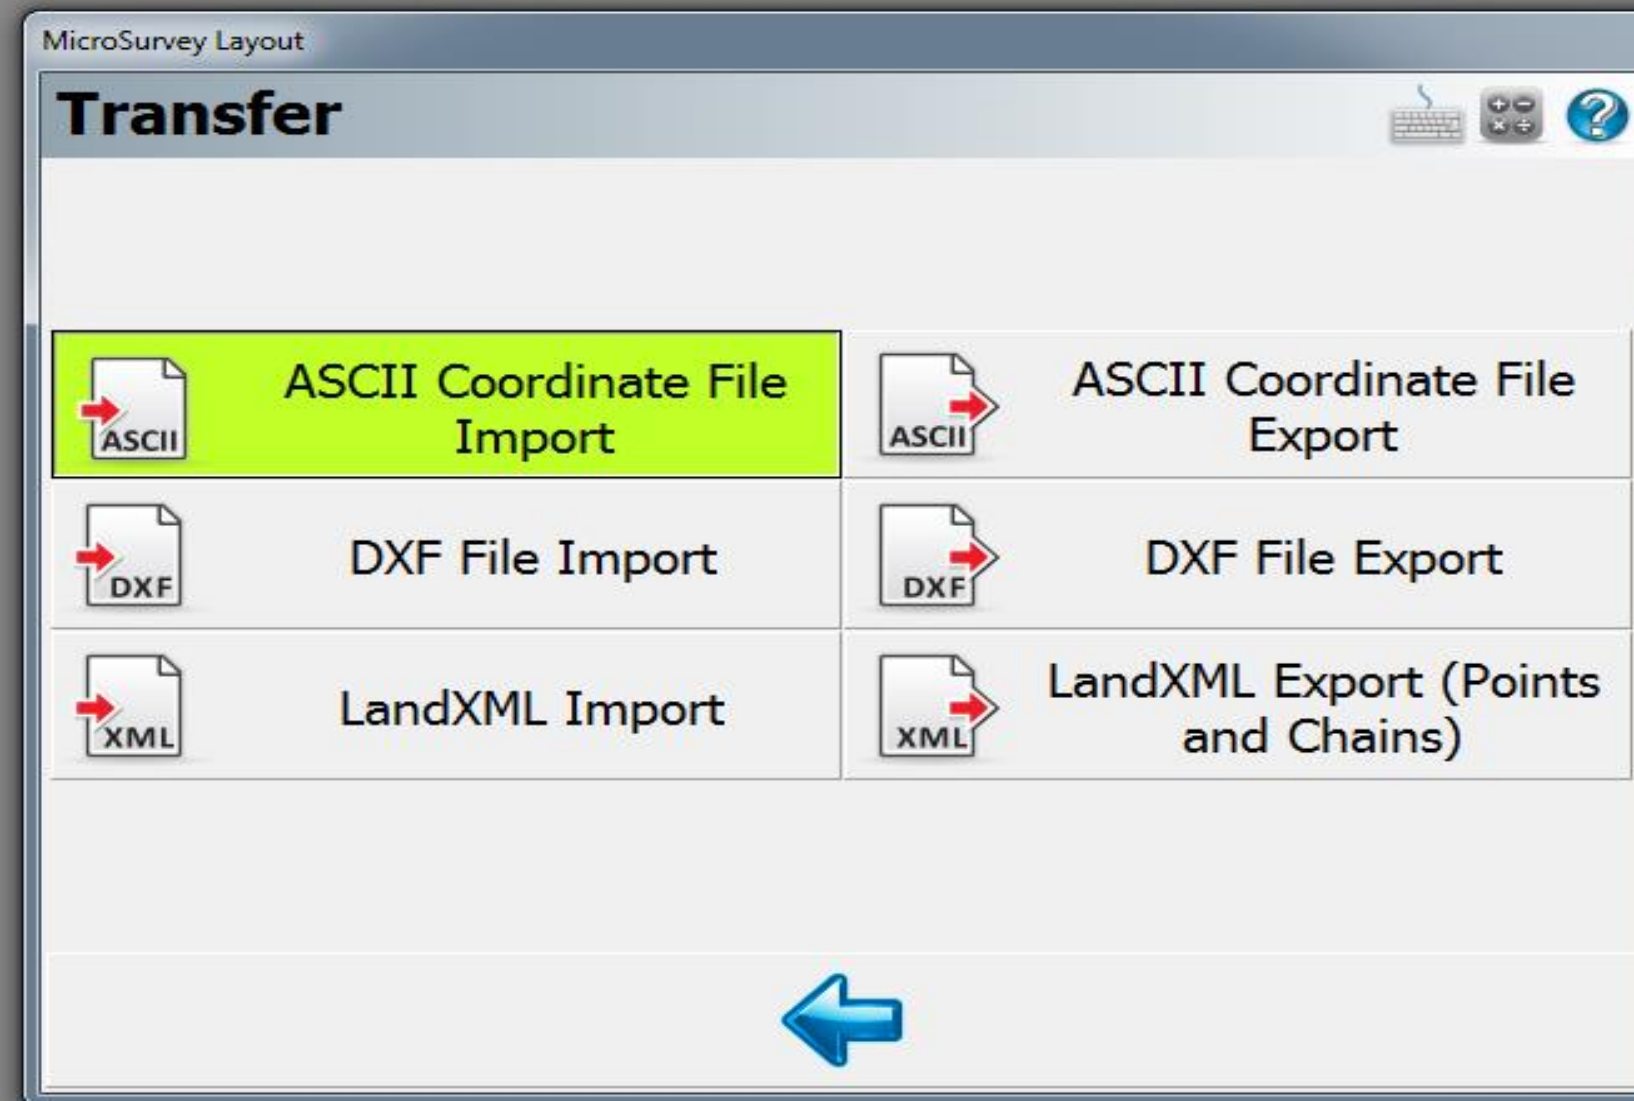 MicroSurvey Layout
Transfer
?
ASCII
ASCII Coordinate File
Import
ASCII
ASCII Coordinate File
Export
DXF
DXF File Import
DXF
DXF File Export
XML
LandXML Import
XML
LandXML Export (Points
and Chains)